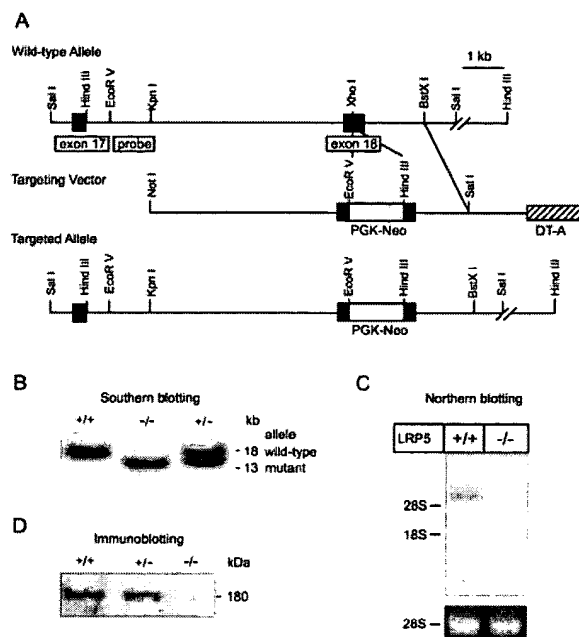 A
Wild-type Allele
1 kb
Sal I
Hind III
EcoR V
Kpn I
Xho I
BstX I
Sal I
Hind III
exon 17
probe
exon 18
Targeting Vector
Not I
EcoR V
Hind III
Sal I
PGK-Neo
DT-A
Targeted Allele
Sal I
Hind III
EcoR V
Kpn I
EcoR V
Hind III
BstX I
Sal I
Hind III
PGK-Neo
B
Southern blotting
+/+ -/- +/- kb
allele
- 18 wild-type
- 13 mutant
C
Northern blotting
LRP5 +/+ -/-
28S
18S
28S
D
Immunoblotting
+/+ +/- -/- kDa
- 180